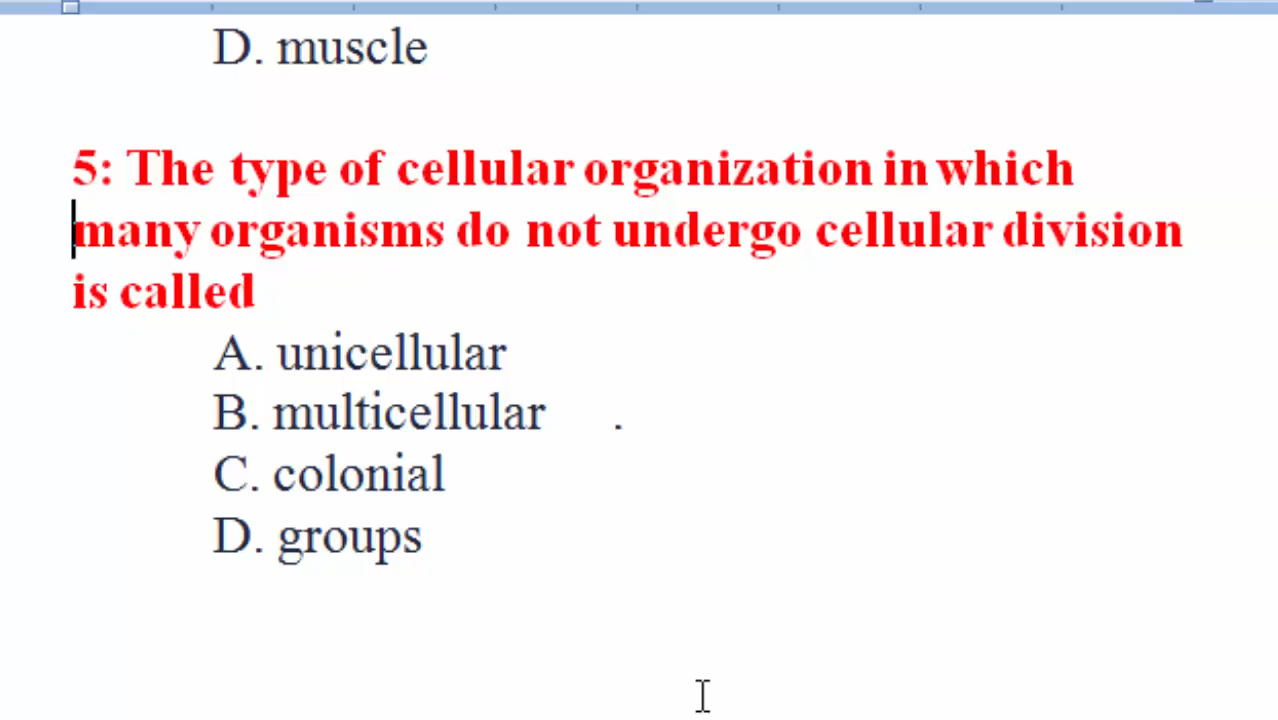 D. muscle
5: The type of cellular organization in which
many organisms do not undergo cellular division
is called
A. unicellular
B. multicellular .
C. colonial
D. groups